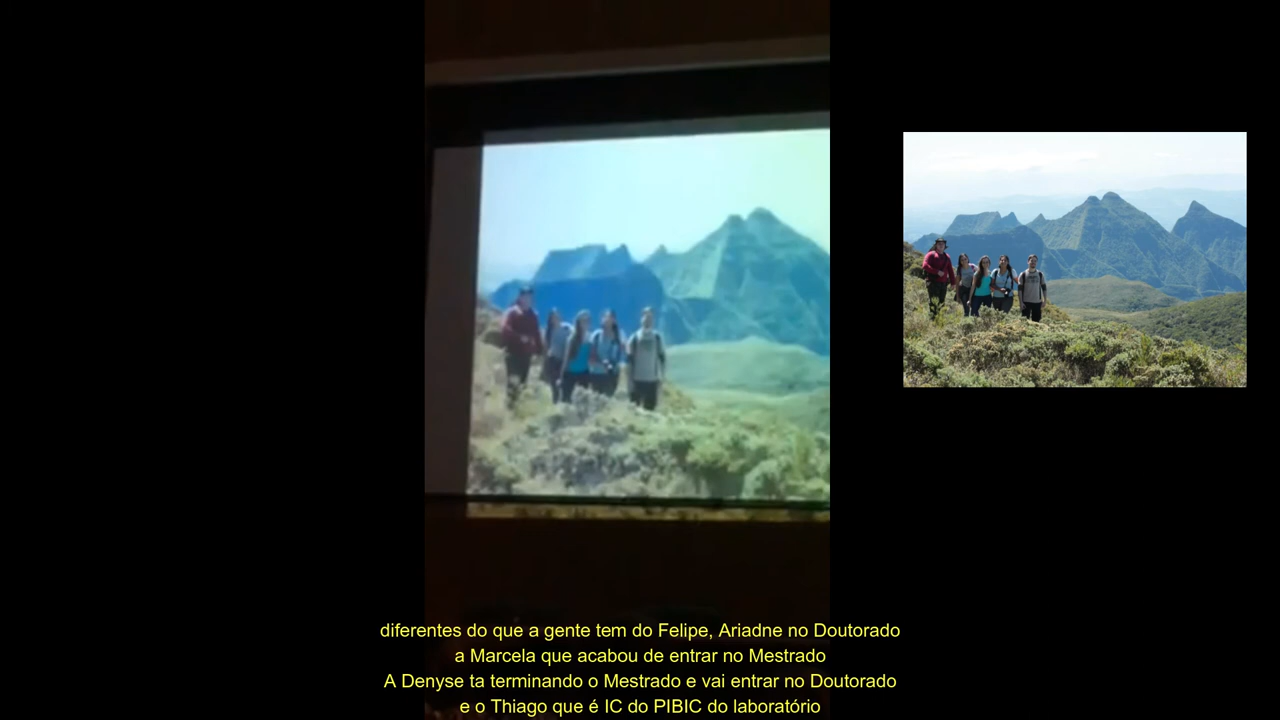 diferentes do que a gente tem do Felipe, Ariadne no Doutorado
a Marcela que acabou de entrar no Mestrado
A Denyse ta terminando o Mestrado e vai entrar no Doutorado
e o Thiago que é IC do PIBIC do laboratório